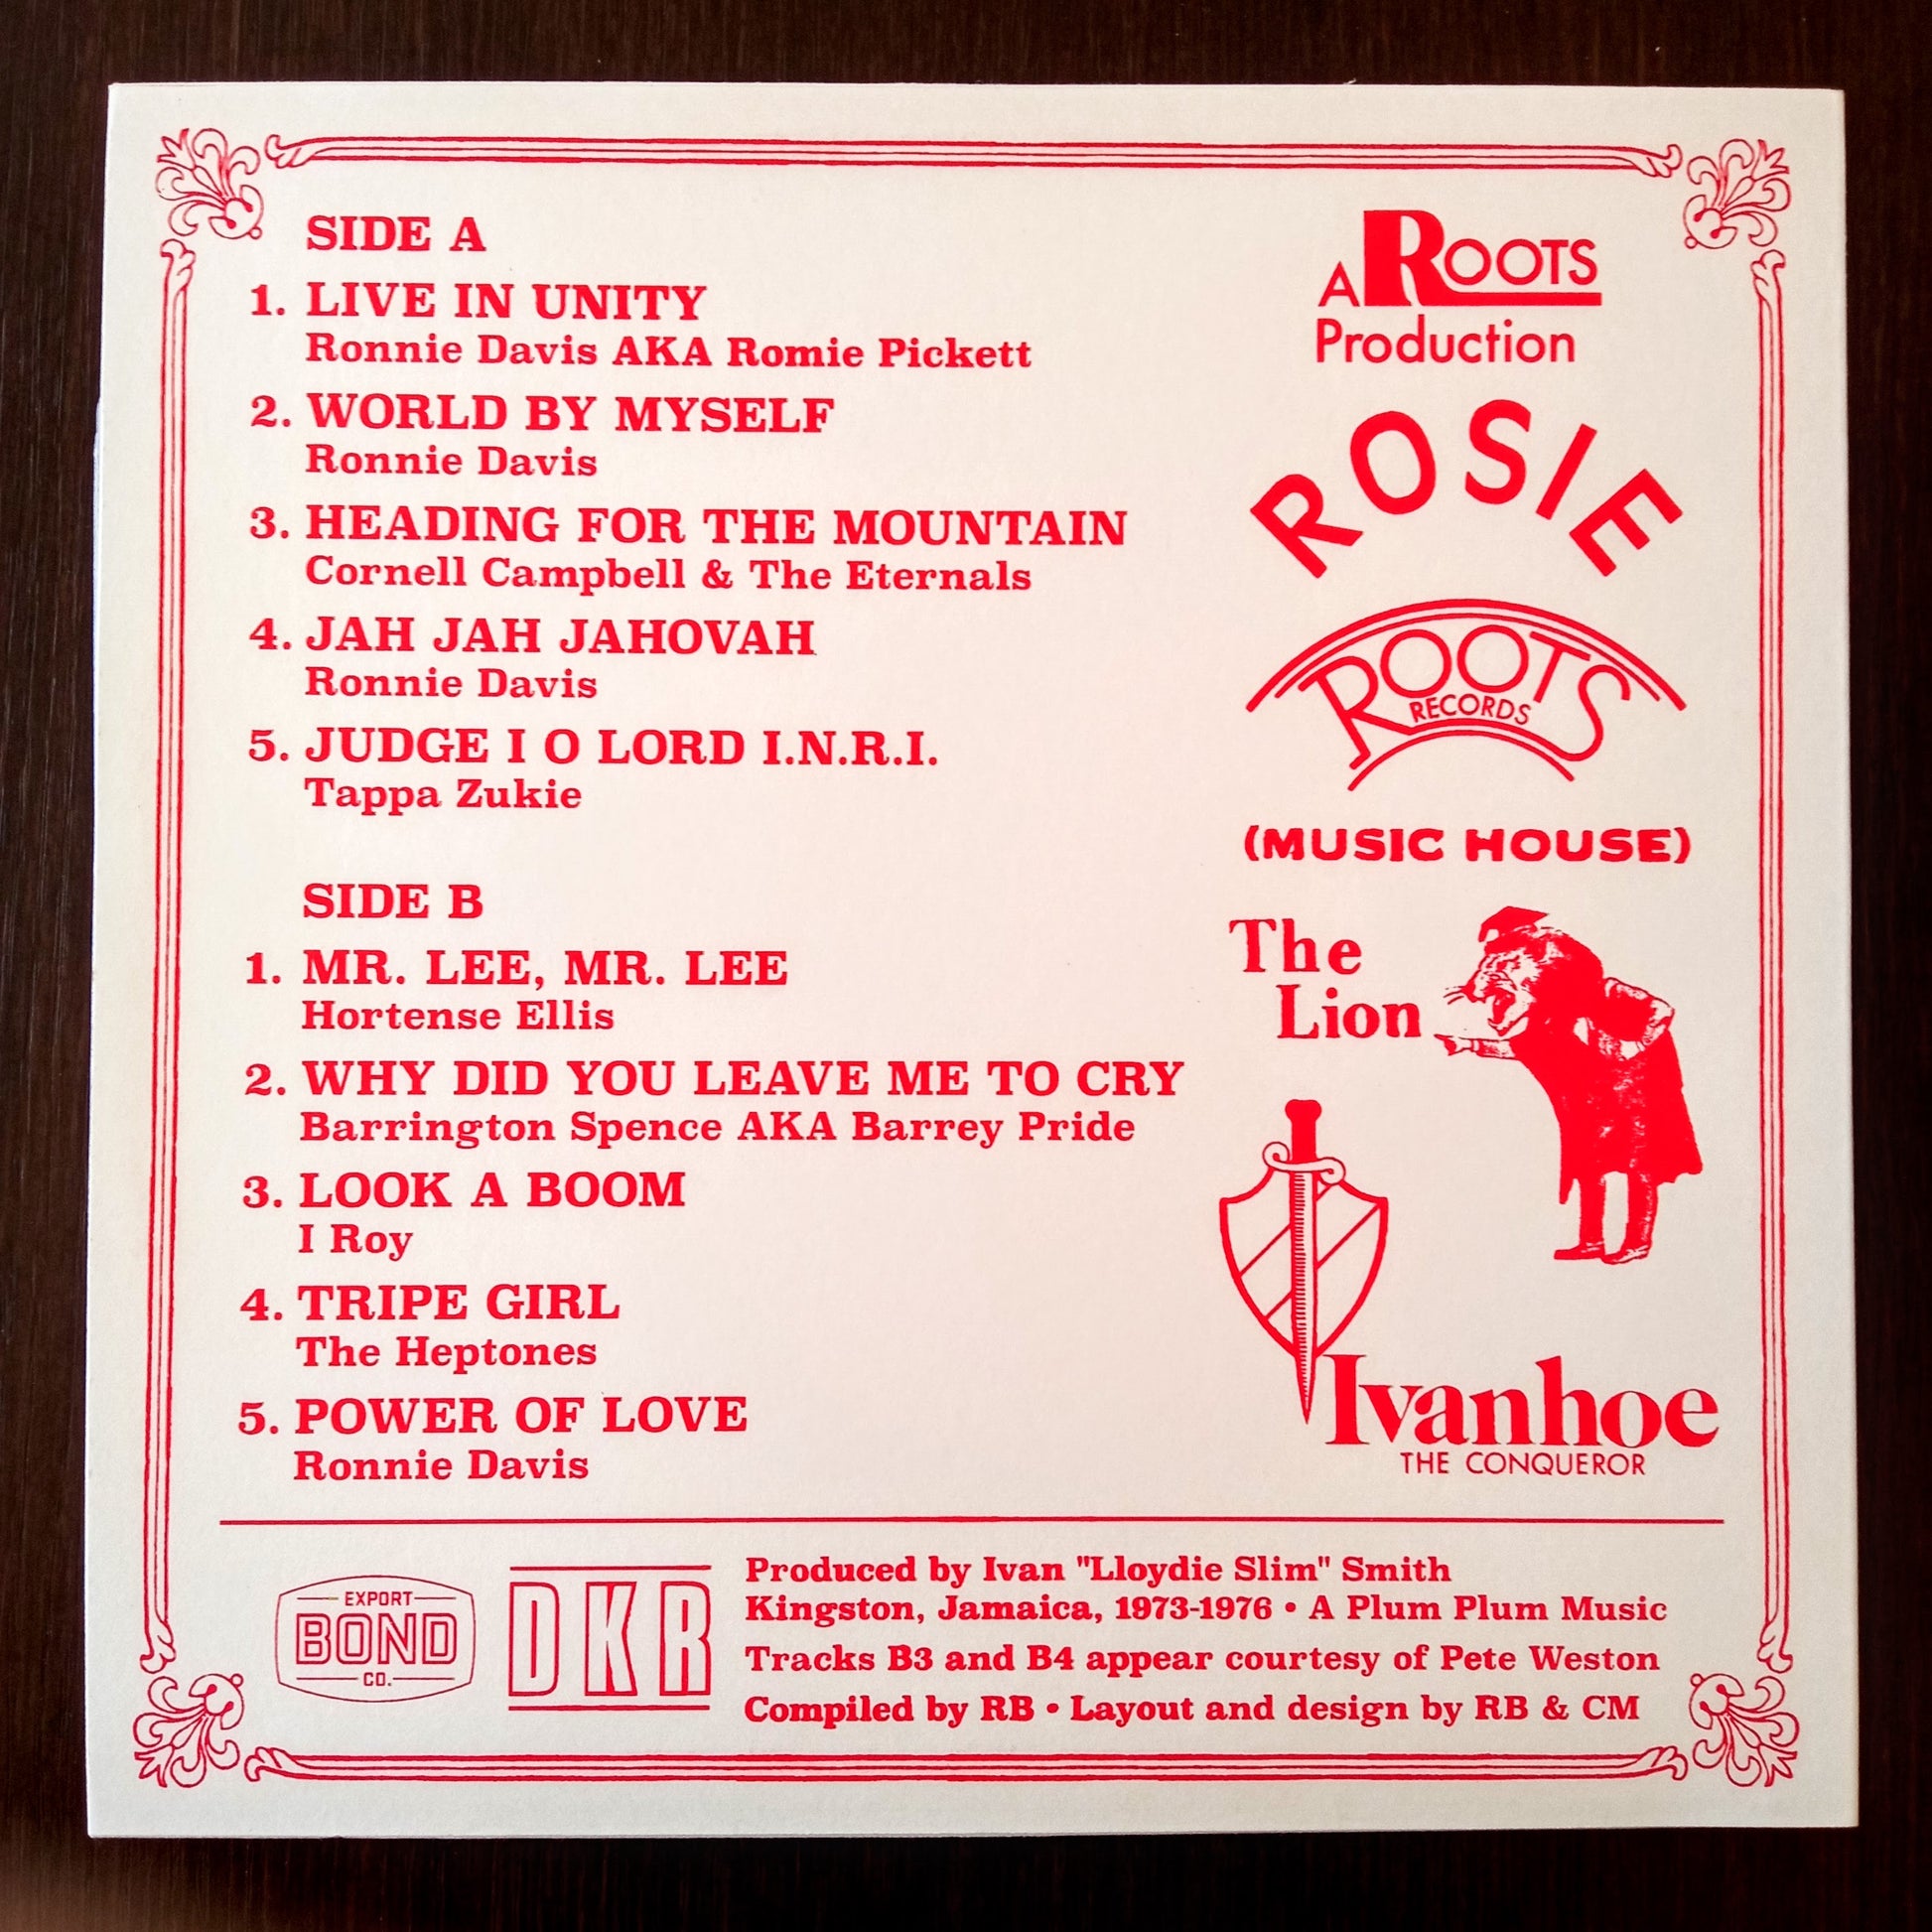 SIDE A
1. LIVE IN UNITY
Ronnie Davis AKA Romie Pickett
2. WORLD BY MYSELF
Ronnie Davis
3. HEADING FOR THE MOUNTAIN
Cornell Campbell & The Eternals
4. JAH JAH JAHOVAH
Ronnie Davis
5. JUDGE I O LORD I.N.R.I.
Tappa Zukie
SIDE B
1. MR. LEE, MR. LEE
Hortense Ellis
2. WHY DID YOU LEAVE ME TO CRY
Barrington Spence AKA Barrey Pride
3. LOOK A BOOM
I Roy
4. TRIPE GIRL
The Heptones
5. POWER OF LOVE
Ronnie Davis
A ROOTS
Production
ROSIE
ROOTS
RECORDS
(MUSIC HOUSE)
The
Lion
Ivanhoe
THE CONQUEROR
EXPORT
BOND
CO.
DKR
Produced by Ivan "Lloydie Slim" Smith
Kingston, Jamaica, 1973-1976 • A Plum Plum Music
Tracks B3 and B4 appear courtesy of Pete Weston
Compiled by RB • Layout and design by RB & CM